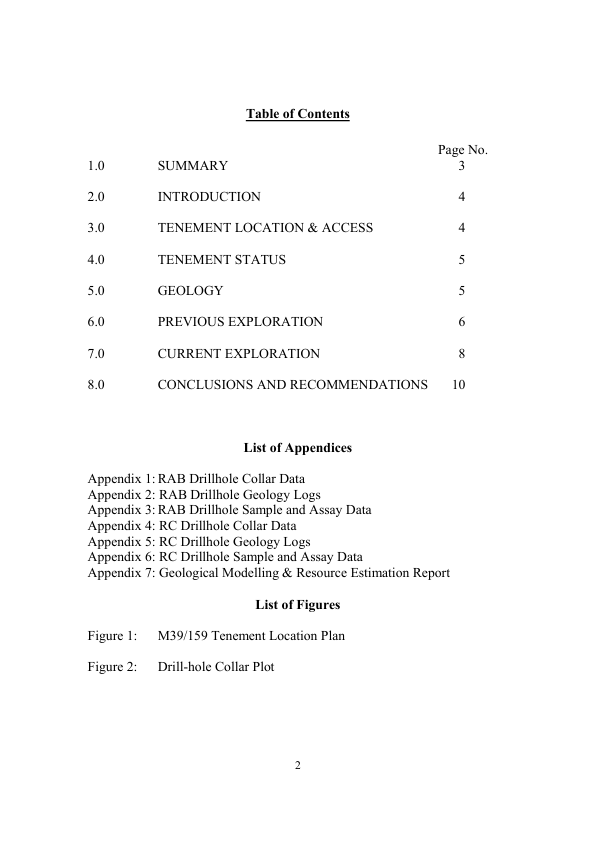 Table of Contents
Page No.
1.0 SUMMARY 3
2.0 INTRODUCTION 4
3.0 TENEMENT LOCATION & ACCESS 4
4.0 TENEMENT STATUS 5
5.0 GEOLOGY 5
6.0 PREVIOUS EXPLORATION 6
7.0 CURRENT EXPLORATION 8
8.0 CONCLUSIONS AND RECOMMENDATIONS 10
List of Appendices
Appendix 1: RAB Drillhole Collar Data
Appendix 2: RAB Drillhole Geology Logs
Appendix 3: RAB Drillhole Sample and Assay Data
Appendix 4: RC Drillhole Collar Data
Appendix 5: RC Drillhole Geology Logs
Appendix 6: RC Drillhole Sample and Assay Data
Appendix 7: Geological Modelling & Resource Estimation Report
List of Figures
Figure 1: M39/159 Tenement Location Plan
Figure 2: Drill-hole Collar Plot
2